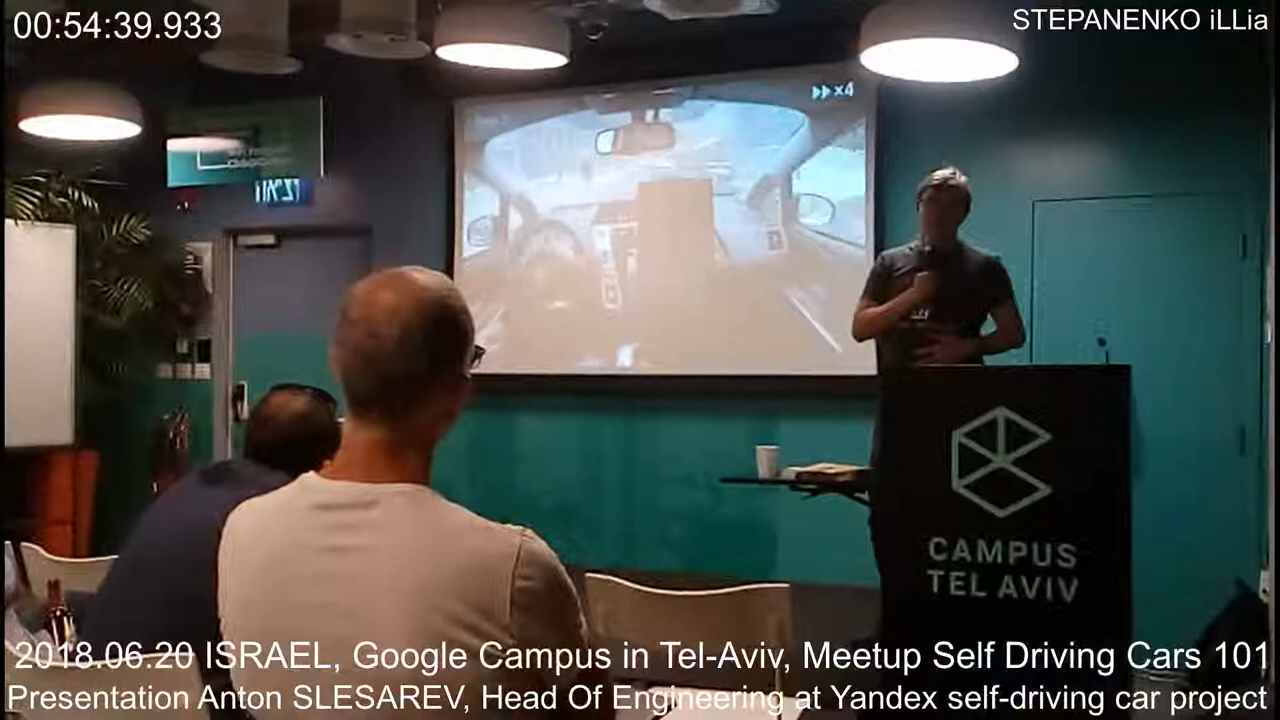 00:54:39.933
STEPANENKO iLLia
x4
יציאה
CAMPUS
TEL AVIV
2018.06.20 ISRAEL, Google Campus in Tel-Aviv, Meetup Self Driving Cars 101
Presentation Anton SLESAREV, Head Of Engineering at Yandex self-driving car project